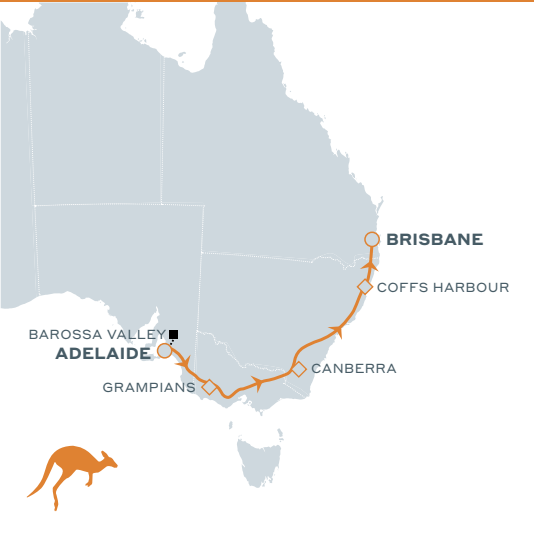 BRISBANE
COFFS HARBOUR
BAROSSA VALLEY
ADELAIDE
CANBERRA
GRAMPIANS